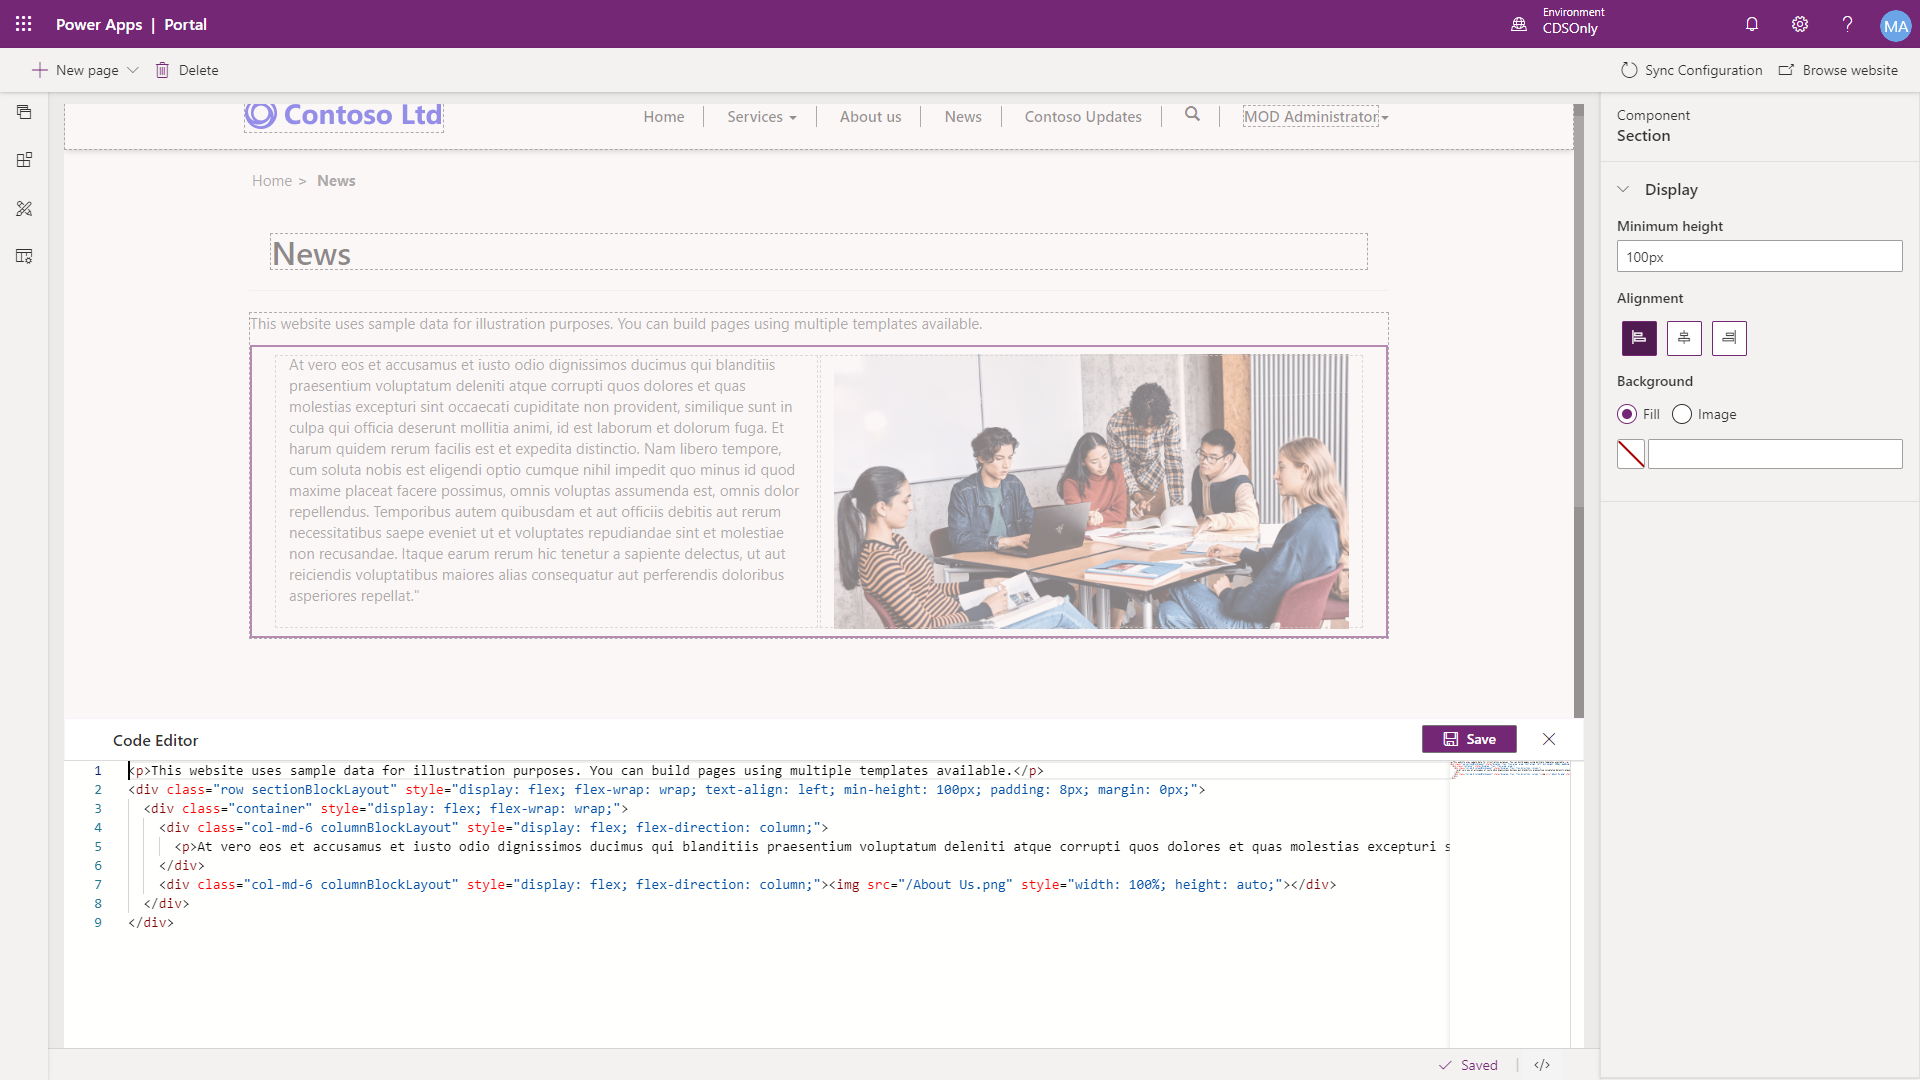 Power Apps | Portal
Environment
CDSOnly
?
MA
New page
Delete
Sync Configuration
Browse website
Contoso Ltd
Home
Services
About us
News
Contoso Updates
MOD Administrator
Home > News
News
This website uses sample data for illustration purposes. You can build pages using multiple templates available.
At vero eos et accusamus et iusto odio dignissimos ducimus qui blanditiis
praesentium voluptatum deleniti atque corrupti quos dolores et quas
molestias excepturi sint occaecati cupiditate non provident, similique sunt in
culpa qui officia deserunt mollitia animi, id est laborum et dolorum fuga. Et
harum quidem rerum facilis est et expedita distinctio. Nam libero tempore,
cum soluta nobis est eligendi optio cumque nihil impedit quo minus id quod
maxime placeat facere possimus, omnis voluptas assumenda est, omnis dolor
repellendus. Temporibus autem quibusdam et aut officiis debitis aut rerum
necessitatibus saepe eveniet ut et voluptates repudiandae sint et molestiae
non recusandae. Itaque earum rerum hic tenetur a sapiente delectus, ut aut
reiciendis voluptatibus maiores alias consequatur aut perferendis doloribus
asperiores repellat."
Component
Section
Display
Minimum height
100px
Alignment
Background
Fill
Image
Code Editor
Save
1 <p>This website uses sample data for illustration purposes. You can build pages using multiple templates available.</p>
2 <div class="row sectionBlockLayout" style="display: flex; flex-wrap: wrap; text-align: left; min-height: 100px; padding: 8px; margin: 0px;">
3 <div class="container" style="display: flex; flex-wrap: wrap;">
4 <div class="col-md-6 columnBlockLayout" style="display: flex; flex-direction: column;">
5 <p>At vero eos et accusamus et iusto odio dignissimos ducimus qui blanditiis praesentium voluptatum deleniti atque corrupti quos dolores et quas molestias excepturi s
6 </div>
7 <div class="col-md-6 columnBlockLayout" style="display: flex; flex-direction: column;"><img src="/About Us.png" style="width: 100%; height: auto;"></div>
8 </div>
9 </div>
Saved
</>